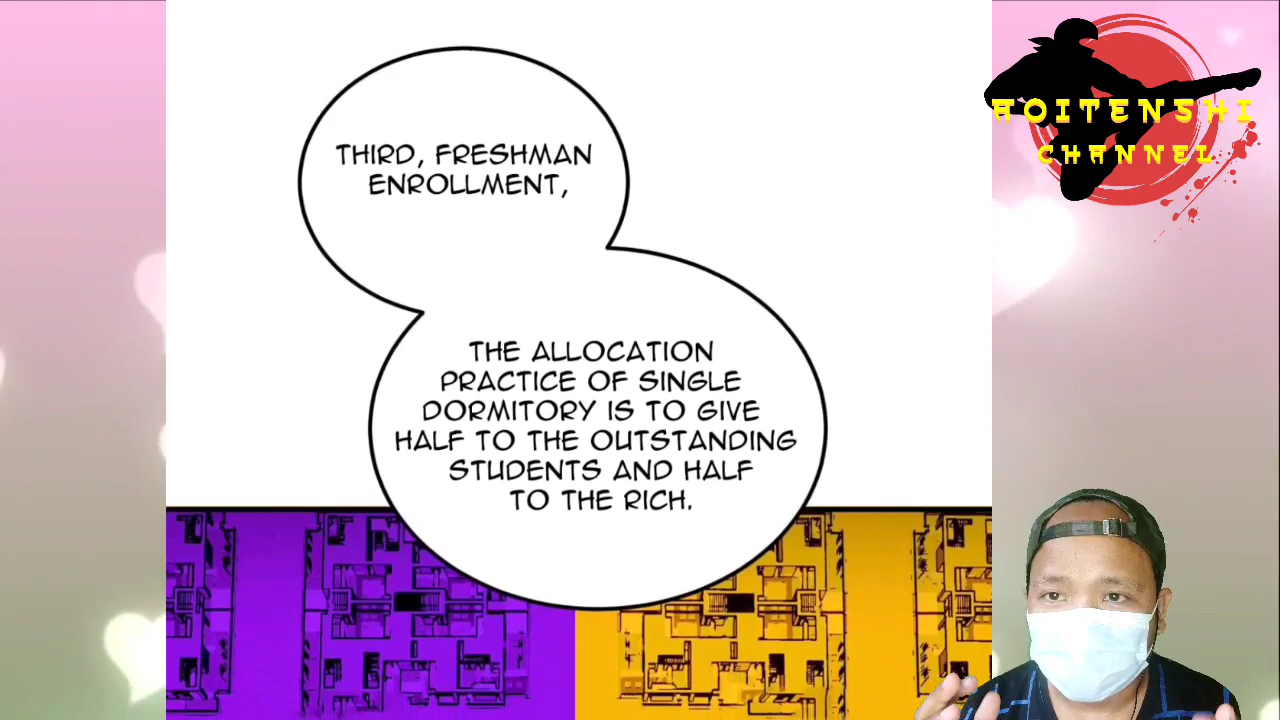 THIRD, FRESHMAN
ENROLLMENT,
THE ALLOCATION
PRACTICE OF SINGLE
DORMITORY IS TO GIVE
HALF TO THE OUTSTANDING
STUDENTS AND HALF
TO THE RICH.
AOITENSHI
CHANNEL